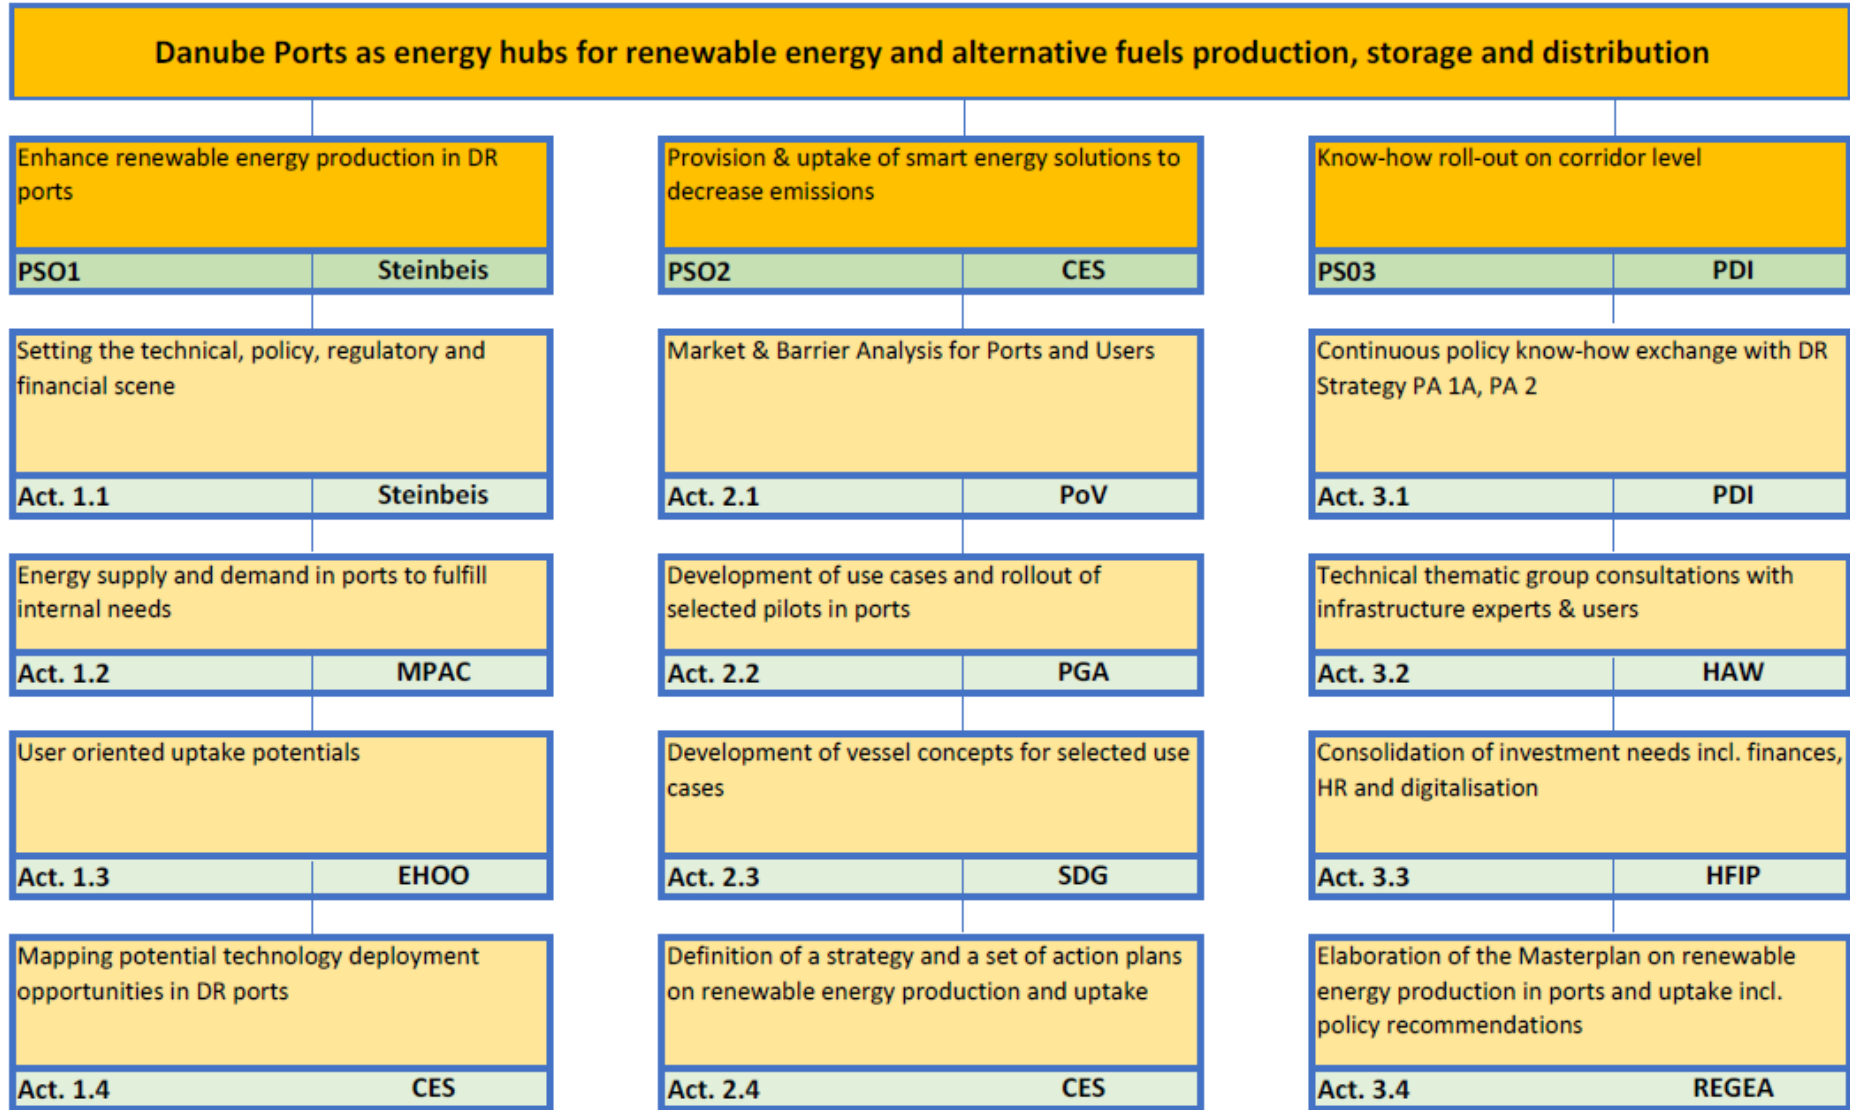 Danube Ports as energy hubs for renewable energy and alternative fuels production, storage and distribution
Enhance renewable energy production in DR
ports
PSO1 Steinbeis
Setting the technical, policy, regulatory and
financial scene
Act. 1.1 Steinbeis
Energy supply and demand in ports to fulfill
internal needs
Act. 1.2 MPAC
User oriented uptake potentials
Act. 1.3 EHOO
Mapping potential technology deployment
opportunities in DR ports
Act. 1.4 CES
Provision & uptake of smart energy solutions to
decrease emissions
PSO2 CES
Market & Barrier Analysis for Ports and Users
Act. 2.1 PoV
Development of use cases and rollout of
selected pilots in ports
Act. 2.2 PGA
Development of vessel concepts for selected use
cases
Act. 2.3 SDG
Definition of a strategy and a set of action plans
on renewable energy production and uptake
Act. 2.4 CES
Know-how roll-out on corridor level
PS03 PDI
Continuous policy know-how exchange with DR
Strategy PA 1A, PA 2
Act. 3.1 PDI
Technical thematic group consultations with
infrastructure experts & users
Act. 3.2 HAW
Consolidation of investment needs incl. finances,
HR and digitalisation
Act. 3.3 HFIP
Elaboration of the Masterplan on renewable
energy production in ports and uptake incl.
policy recommendations
Act. 3.4 REGEA